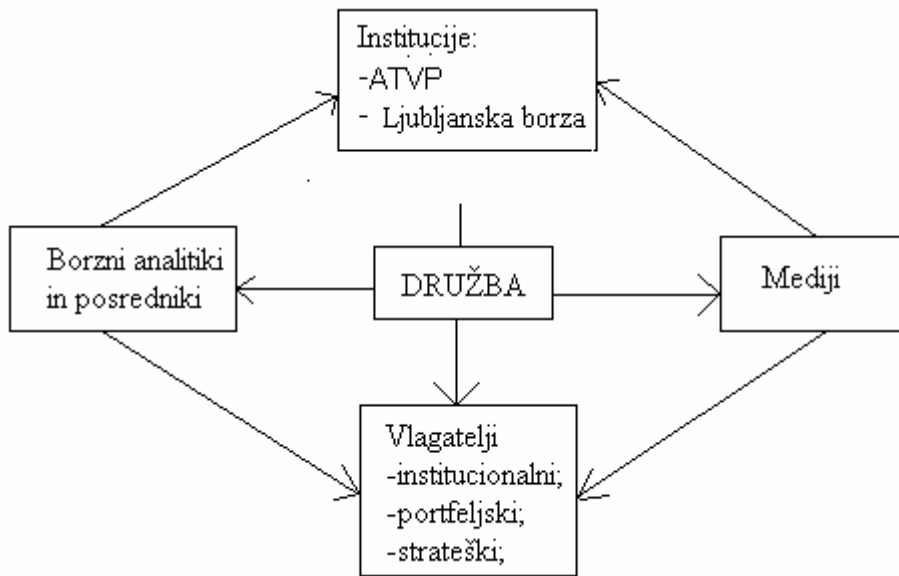 Institucije:
-ATVP
- Ljubljanska borza
Borzni analitiki
in posredniki
DRUŽBA
Mediji
Vlagatelji
-institucionalni;
-portfeljski;
-strateški;